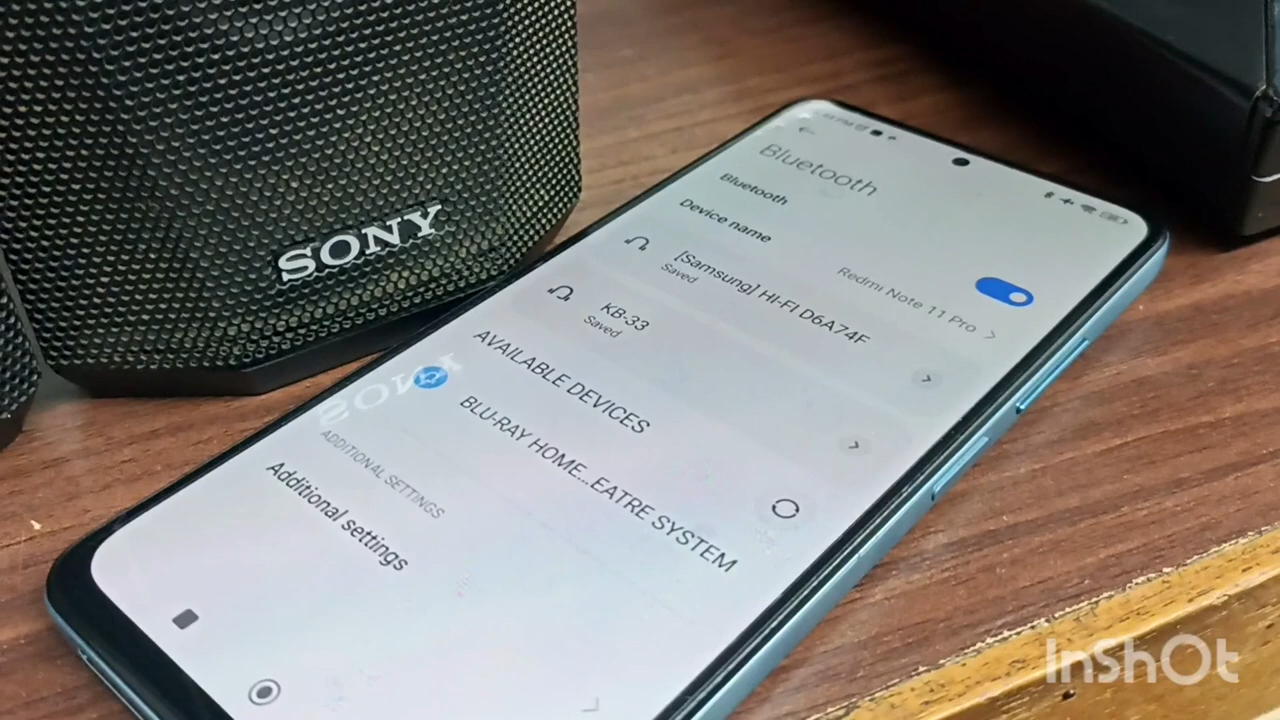 SONY
Bluetooth
Bluetooth
Device name
Redmi Note 11 Pro
[Samsung] HI-FI D6A74F
Saved
KB-33
Saved
AVAILABLE DEVICES
BLU-RAY HOME...EATRE SYSTEM
ADDITIONAL SETTINGS
Additional settings
InShOt